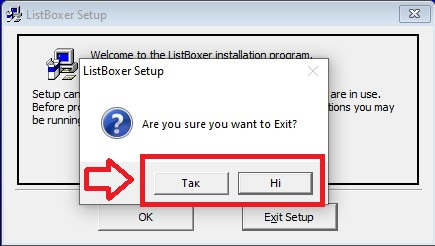 ListBoxer Setup
Welcome to the ListBoxer installation program.
ListBoxer Setup
Setup can
are in use.
Before pro
tions you may
be running
Are you sure you want to Exit?
Так
Ні
OK
Exit Setup